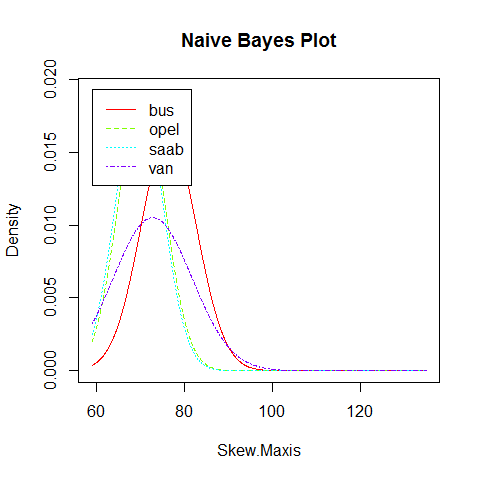 Naive Bayes Plot
Density
0.000
0.005
0.010
0.015
0.020
bus
opel
saab
van
60
80
100
120
Skew.Maxis